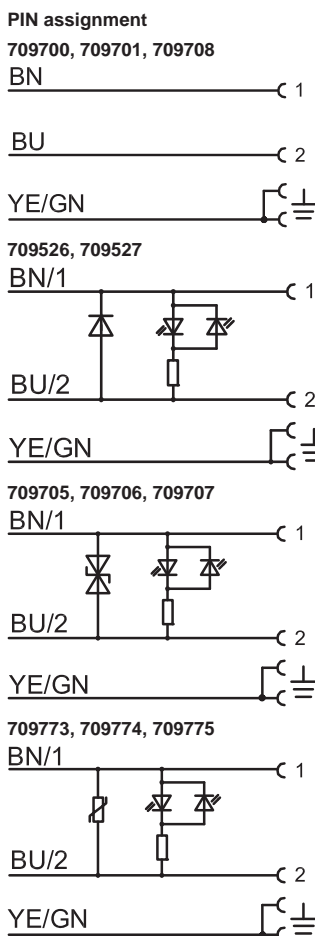 PIN assignment
709700, 709701, 709708
BN
1
BU
2
YE/GN
709526, 709527
BN/1
1
BU/2
2
YE/GN
709705, 709706, 709707
BN/1
1
BU/2
2
YE/GN
709773, 709774, 709775
BN/1
1
BU/2
2
YE/GN